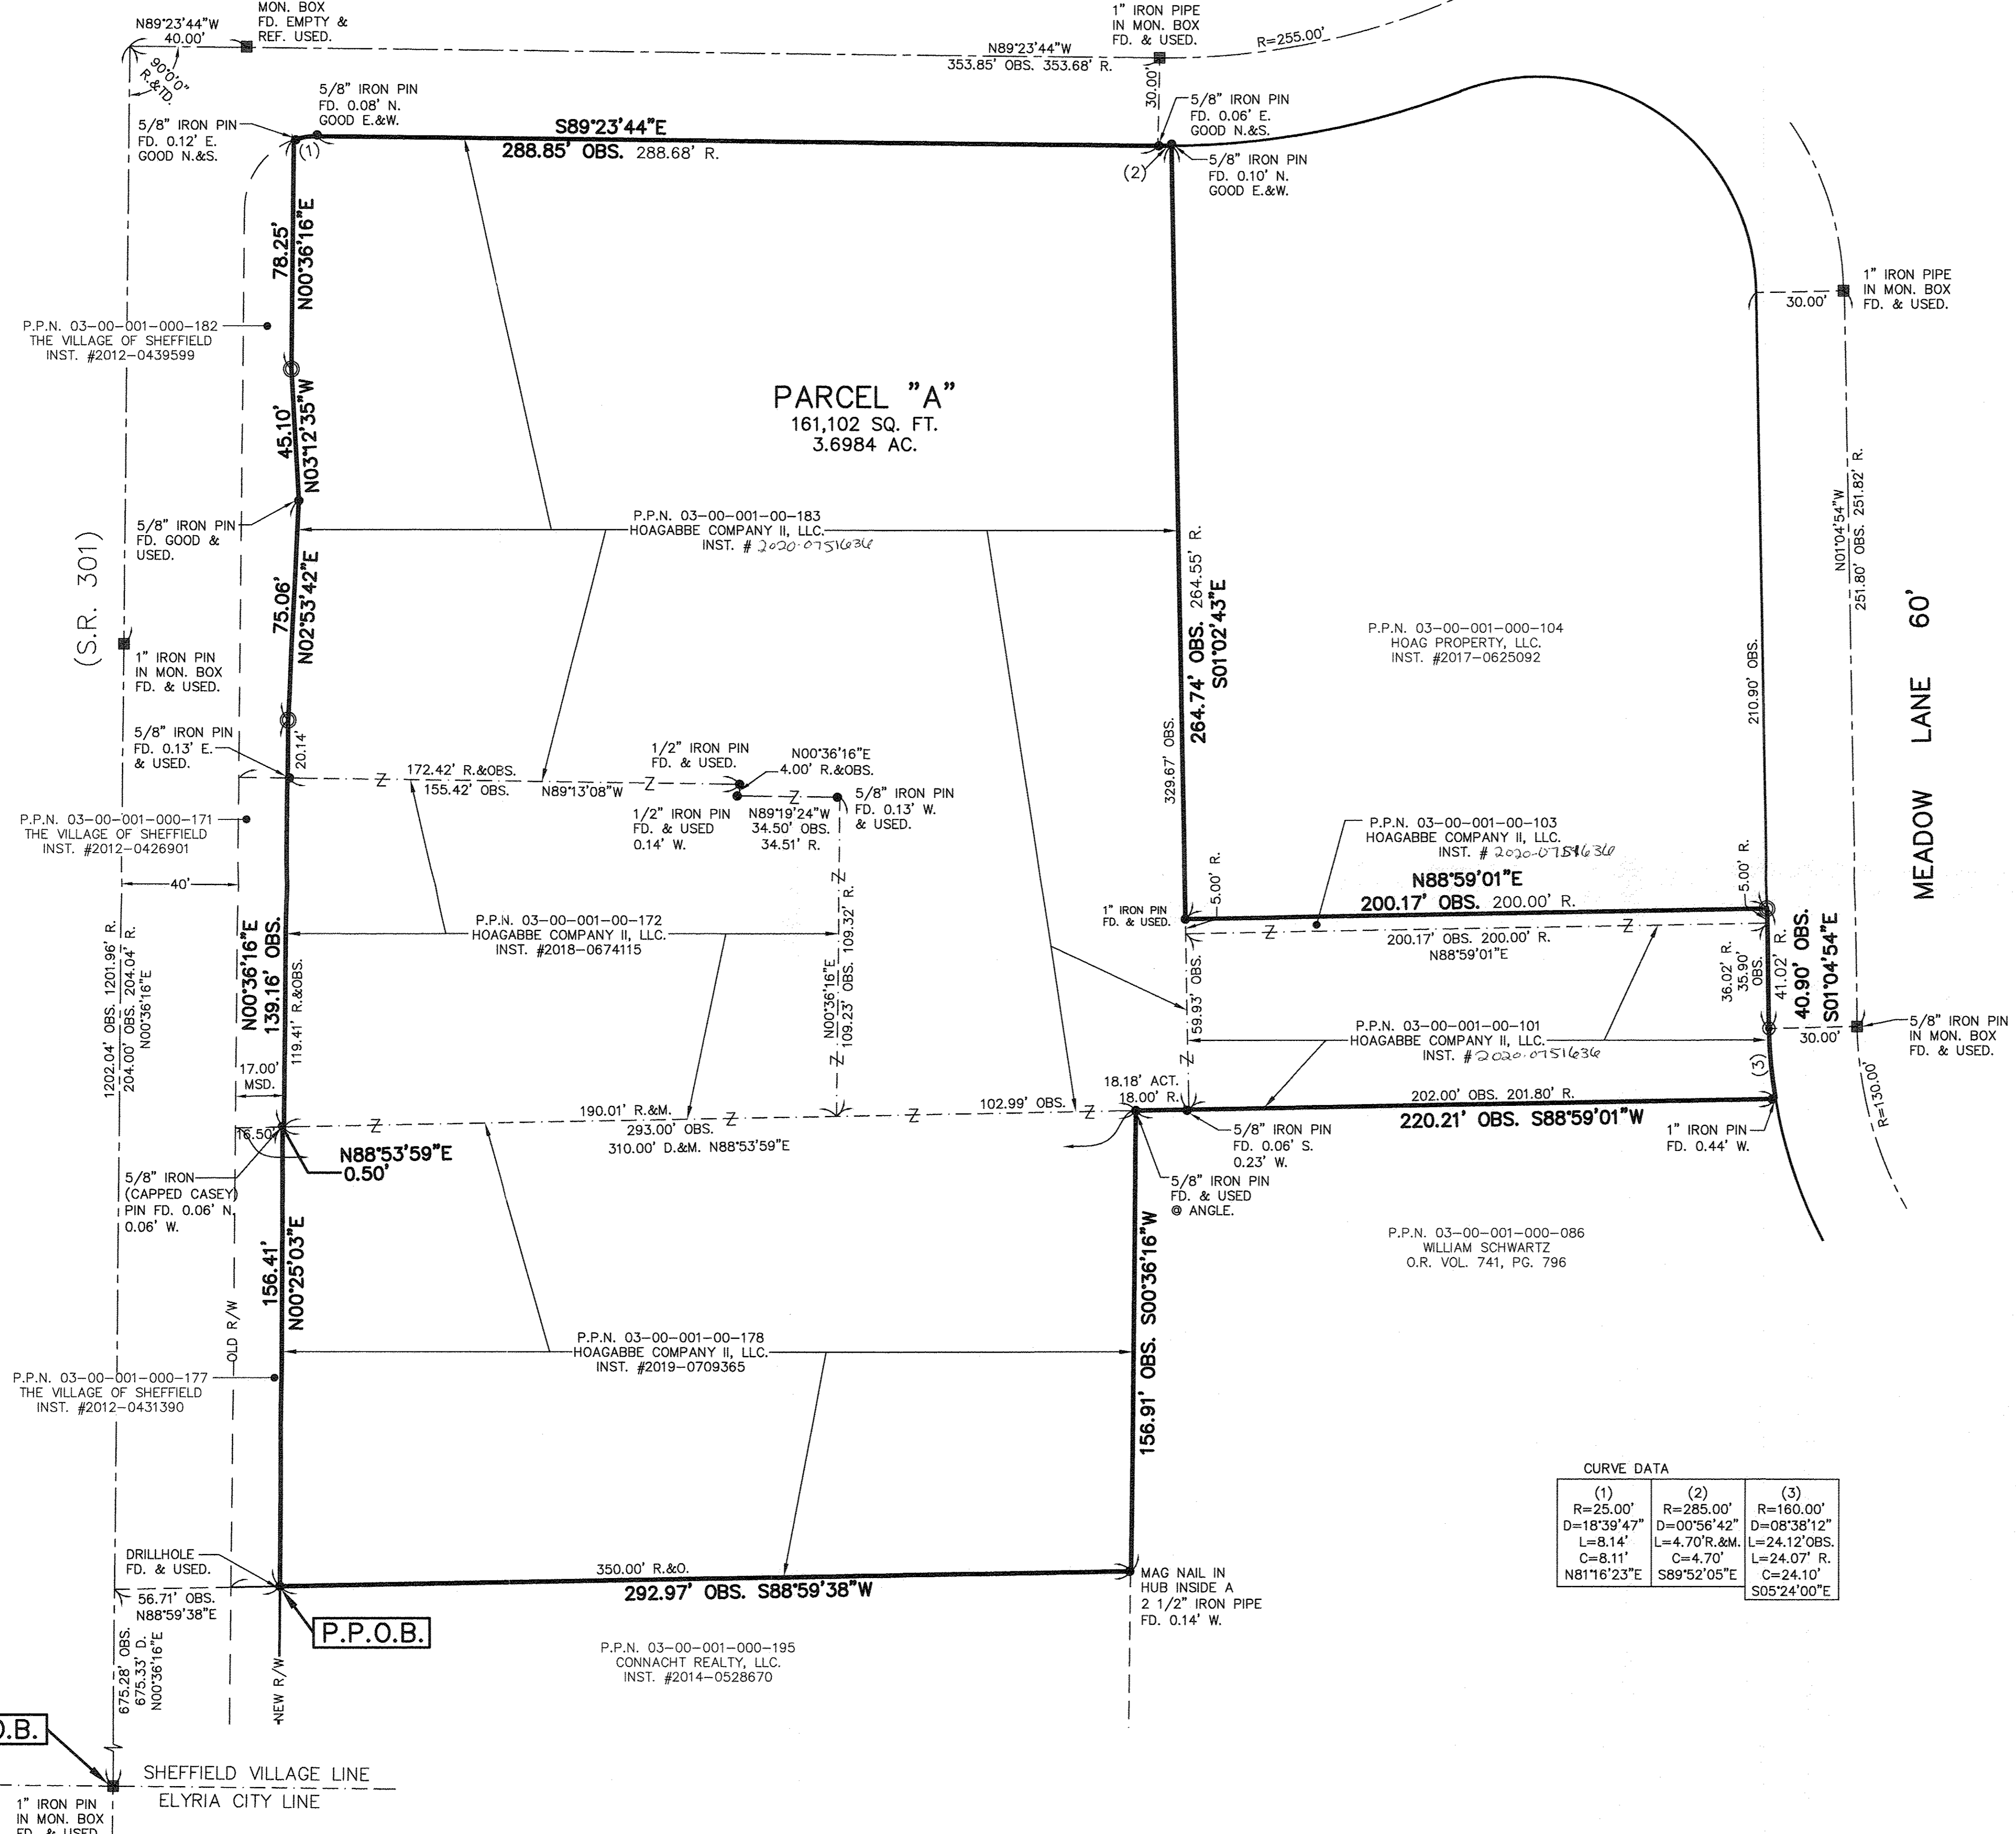 MON. BOX
FD. EMPTY &
REF. USED.
N89°23'44"W
40.00'
90°0'0"
R.&TD.
1" IRON PIPE
IN MON. BOX
FD. & USED.
N89°23'44"W
353.85' OBS. 353.68' R.
R=255.00'
30.00'
5/8" IRON PIN
FD. 0.08' N.
GOOD E.&W.
5/8" IRON PIN
FD. 0.12' E.
GOOD N.&S.
(1)
S89°23'44"E
288.85' OBS. 288.68' R.
5/8" IRON PIN
FD. 0.06' E.
GOOD N.&S.
(2)
5/8" IRON PIN
FD. 0.10' N.
GOOD E.&W.
78.25'
N00°36'16"E
P.P.N. 03-00-001-000-182
THE VILLAGE OF SHEFFIELD
INST. #2012-0439599
45.10'
N03°12'35"W
PARCEL "A"
161,102 SQ. FT.
3.6984 AC.
1" IRON PIPE
IN MON. BOX
FD. & USED.
30.00'
(S.R. 301)
5/8" IRON PIN
FD. GOOD &
USED.
P.P.N. 03-00-001-00-183
HOAGABBE COMPANY II, LLC.
INST. # 2020-0751636
75.06'
N02°53'42"E
264.74' OBS. 264.55' R.
S01°02'43"E
329.67' OBS.
P.P.N. 03-00-001-000-104
HOAG PROPERTY, LLC.
INST. #2017-0625092
210.90' OBS.
N01°04'54"W
251.80' OBS. 251.82' R.
MEADOW LANE 60'
1" IRON PIN
IN MON. BOX
FD. & USED.
5/8" IRON PIN
FD. 0.13' E.
& USED.
20.14'
172.42' R.&OBS.
155.42' OBS.
N89°13'08"W
1/2" IRON PIN
FD. & USED.
N00°36'16"E
4.00' R.&OBS.
1/2" IRON PIN
FD. & USED
0.14' W.
N89°19'24"W
34.50' OBS.
34.51' R.
5/8" IRON PIN
FD. 0.13' W.
& USED.
P.P.N. 03-00-001-000-171
THE VILLAGE OF SHEFFIELD
INST. #2012-0426901
40'
P.P.N. 03-00-001-000-103
HOAGABBE COMPANY II, LLC.
INST. # 2020-0751636
N88°59'01"E
200.17' OBS. 200.00' R.
5.00' R.
5.00' R.
1" IRON PIN
FD. & USED.
200.17' OBS. 200.00' R.
N88°59'01"E
P.P.N. 03-00-001-00-172
HOAGABBE COMPANY II, LLC.
INST. #2018-0674115
N00°36'16"E
109.23' OBS. 109.32' R.
1202.04' OBS. 1201.96' R.
204.00' OBS. 204.04' R.
N00°36'16"E
N00°36'16"E
139.16' OBS.
119.41' R.&OBS.
59.93' OBS.
36.02' R.
35.90'
OBS.
41.02' R.
40.90' OBS.
S01°04'54"E
P.P.N. 03-00-001-00-101
HOAGABBE COMPANY II, LLC.
INST. # 2020-0751636
30.00'
5/8" IRON PIN
IN MON. BOX
FD. & USED.
(3)
R=130.00'
17.00'
MSD.
16.50'
190.01' R.&M.
293.00' OBS.
310.00' D.&M. N88°53'59"E
102.99' OBS.
18.18' ACT.
18.00' R.
202.00' OBS. 201.80' R.
220.21' OBS. S88°59'01"W
1" IRON PIN
FD. 0.44' W.
N88°53'59"E
0.50'
5/8" IRON
(CAPPED CASEY)
PIN FD. 0.06' N.
0.06' W.
5/8" IRON PIN
FD. 0.06' S.
0.23' W.
5/8" IRON PIN
FD. & USED
@ ANGLE.
P.P.N. 03-00-001-000-086
WILLIAM SCHWARTZ
O.R. VOL. 741, PG. 796
156.41'
N00°25'03"E
OLD R/W
156.91' OBS. S00°36'16"W
P.P.N. 03-00-001-00-178
HOAGABBE COMPANY II, LLC.
INST. #2019-0709365
P.P.N. 03-00-001-000-177
THE VILLAGE OF SHEFFIELD
INST. #2012-0431390
CURVE DATA
(1)
R=25.00'
D=18°39'47"
L=8.14'
C=8.11'
N81°16'23"E
(2)
R=285.00'
D=00°56'42"
L=4.70'R.&M.
C=4.70'
S89°52'05"E
(3)
R=160.00'
D=08°38'12"
L=24.12'OBS.
L=24.07' R.
C=24.10'
S05°24'00"E
DRILLHOLE
FD. & USED.
56.71' OBS.
N88°59'38"E
350.00' R.&O.
292.97' OBS. S88°59'38"W
MAG NAIL IN
HUB INSIDE A
2 1/2" IRON PIPE
FD. 0.14' W.
P.P.O.B.
675.28' OBS.
675.33' D.
N00°36'16"E
NEW R/W
P.P.N. 03-00-001-000-195
CONNACHT REALTY, LLC.
INST. #2014-0528670
O.B.
SHEFFIELD VILLAGE LINE
ELYRIA CITY LINE
1" IRON PIN
IN MON. BOX
FD. & USED